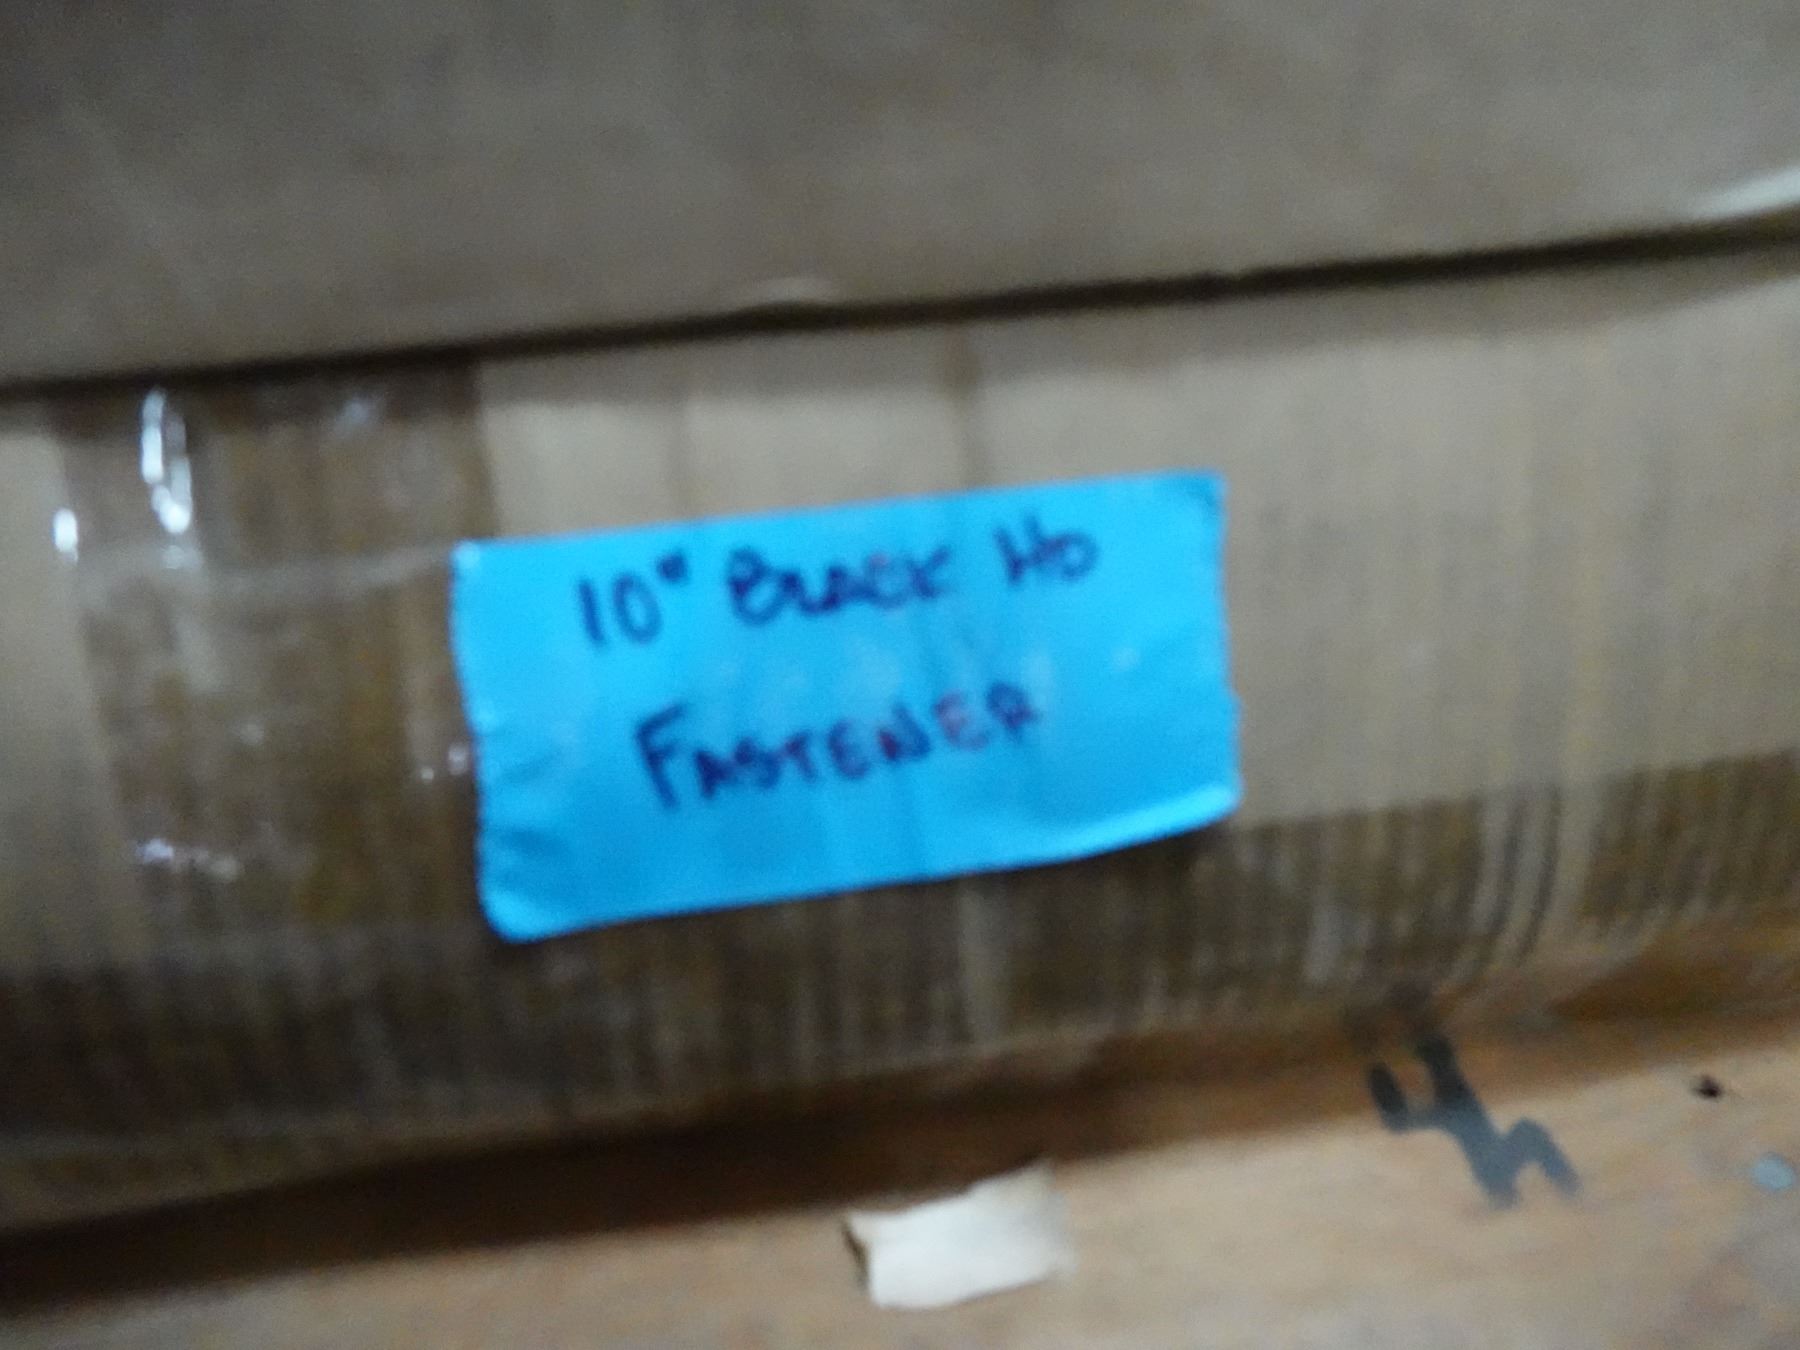 10" BLACK HD
FASTENER